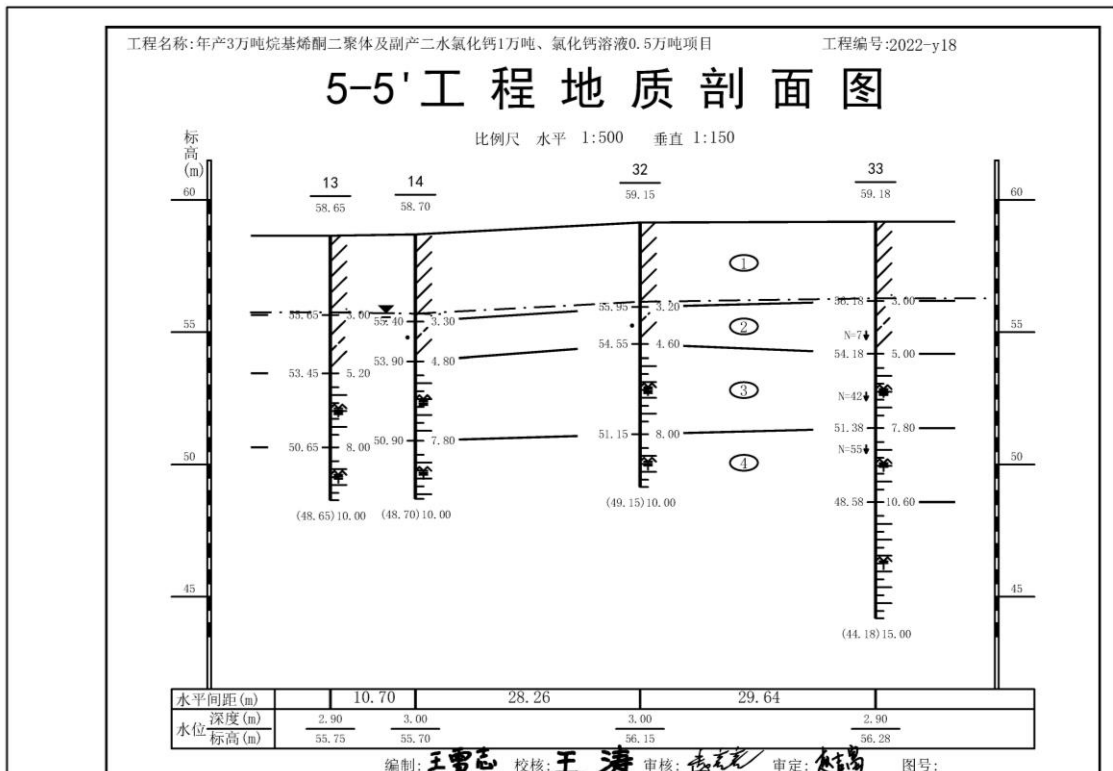 工程名称:年产3万吨烷基烯酮二聚体及副产二水氯化钙1万吨、氯化钙溶液0.5万吨项目 工程编号:2022-y18
5-5'工程地质剖面图
比例尺 水平 1:500 垂直 1:150
标高(m)
13 14 32 33
58.65 58.70 59.15 59.18
60 60
①
55.65 3.00 55.40 3.30 55.95 3.20 56.18 3.00
②
55 55
N=7
53.45 5.20 53.90 4.80 54.55 4.60 54.18 5.00
③
N=42
50.65 8.00 50.90 7.80 51.15 8.00 51.38 7.80
N=55
④
50 50
48.58 10.60
(48.65)10.00 (48.70)10.00 (49.15)10.00
45 45
(44.18)15.00
水平间距(m) 10.70 28.26 29.64
水位 深度(m) 2.90 3.00 3.00 2.90
标高(m) 55.75 55.70 56.15 56.28
编制: 王雪志 校核: 王涛 审核: 审定: 图号: